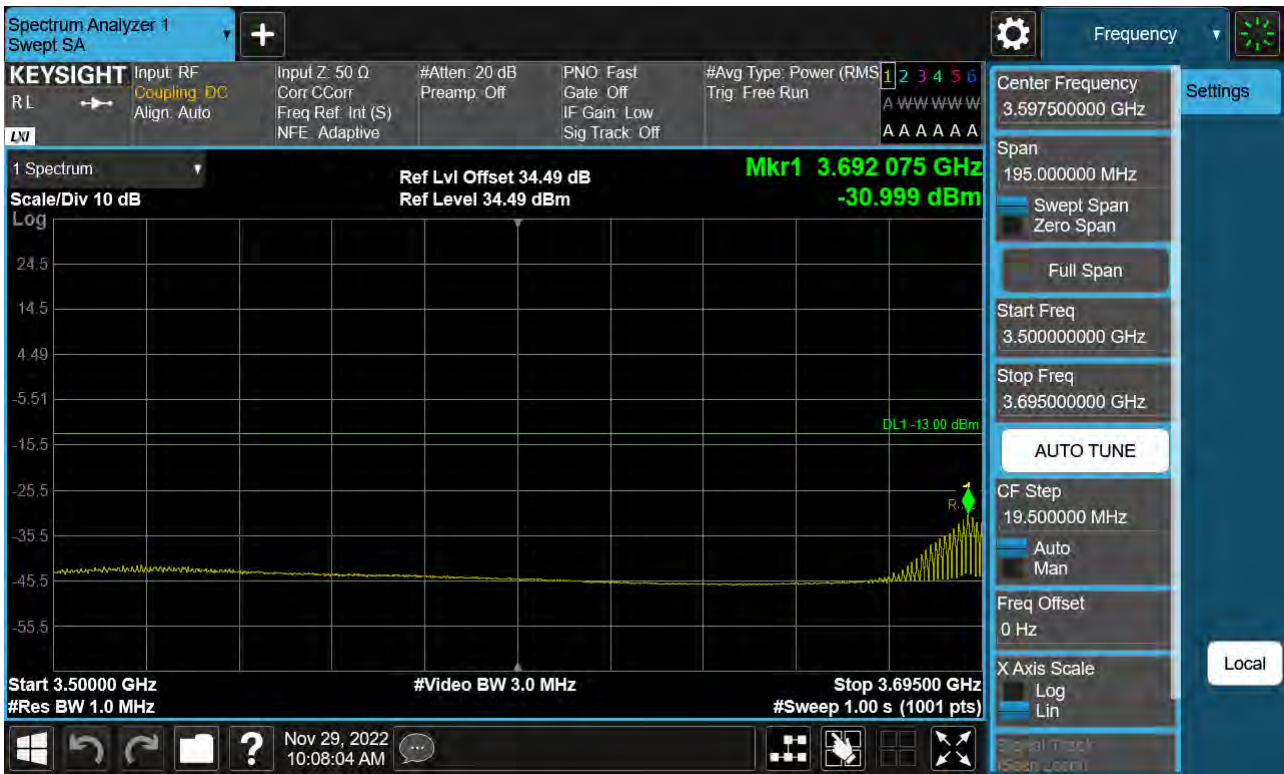 Spectrum Analyzer 1
Swept SA
+
Frequency
KEYSIGHT
R L
LXI
Input: RF
Coupling: DC
Align: Auto
Input Z: 50 Ω
Corr CCorr
Freq Ref: Int (S)
NFE: Adaptive
#Atten: 20 dB
Preamp: Off
PNO: Fast
Gate: Off
IF Gain: Low
Sig Track: Off
#Avg Type: Power (RMS
Trig: Free Run
1 2 3 4 5 6
A W W W W W
A A A A A A
1 Spectrum
Scale/Div 10 dB
Log
Ref Lvl Offset 34.49 dB
Ref Level 34.49 dBm
Mkr1 3.692 075 GHz
-30.999 dBm
24.5
14.5
4.49
-5.51
-15.5
-25.5
-35.5
-45.5
-55.5
DL1 -13.00 dBm
1
Start 3.50000 GHz
#Res BW 1.0 MHz
#Video BW 3.0 MHz
Stop 3.69500 GHz
#Sweep 1.00 s (1001 pts)
Center Frequency
3.597500000 GHz
Settings
Span
195.000000 MHz
Swept Span
Zero Span
Full Span
Start Freq
3.500000000 GHz
Stop Freq
3.695000000 GHz
AUTO TUNE
CF Step
19.500000 MHz
Auto
Man
Freq Offset
0 Hz
X Axis Scale
Log
Lin
Local
Signal Track
(Span Zoom)
?
Nov 29, 2022
10:08:04 AM